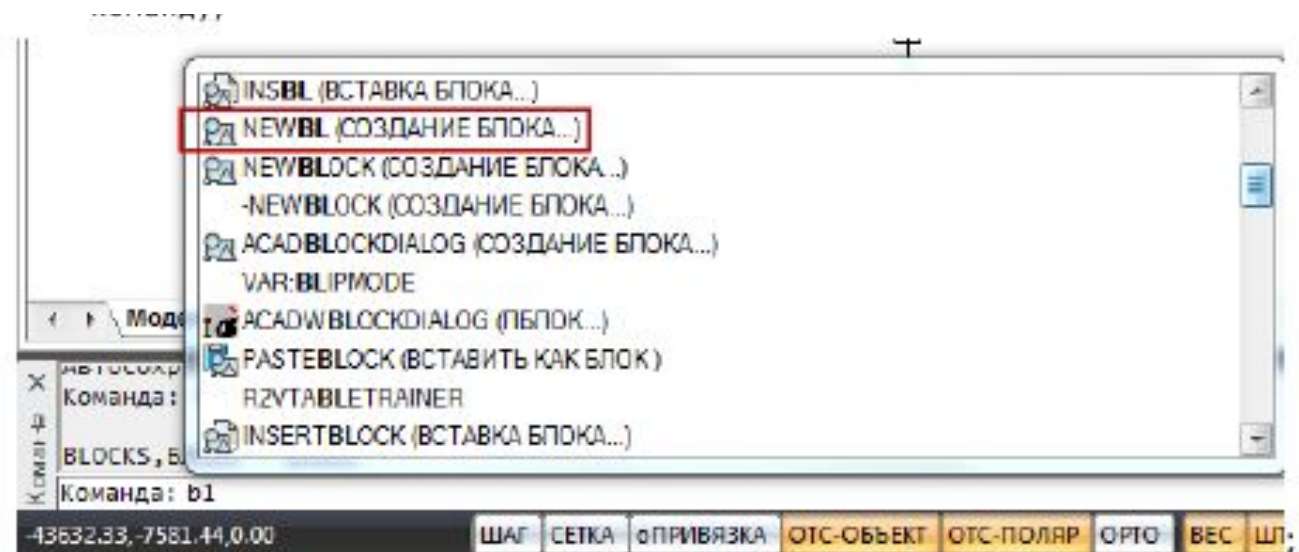 INSBL (ВСТАВКА БЛОКА...)
NEWBL (СОЗДАНИЕ БЛОКА...)
NEWBLOCK (СОЗДАНИЕ БЛОКА...)
-NEWBLOCK (СОЗДАНИЕ БЛОКА...)
ACADBLOCKDIALOG (СОЗДАНИЕ БЛОКА...)
VAR:BLIPMODE
ACADWBLOCKDIALOG (ПБЛОК...)
PASTEBLOCK (ВСТАВИТЬ КАК БЛОК )
R2VTABLETRAINER
INSERTBLOCK (ВСТАВКА БЛОКА...)
Команда:
BLOCKS,
Команда: bl
-43632.33,-7581.44,0.00 ШАГ СЕТКА оПРИВЯЗКА ОТС-ОБЪЕКТ ОТС-ПОЛЯР ОРТО ВЕС